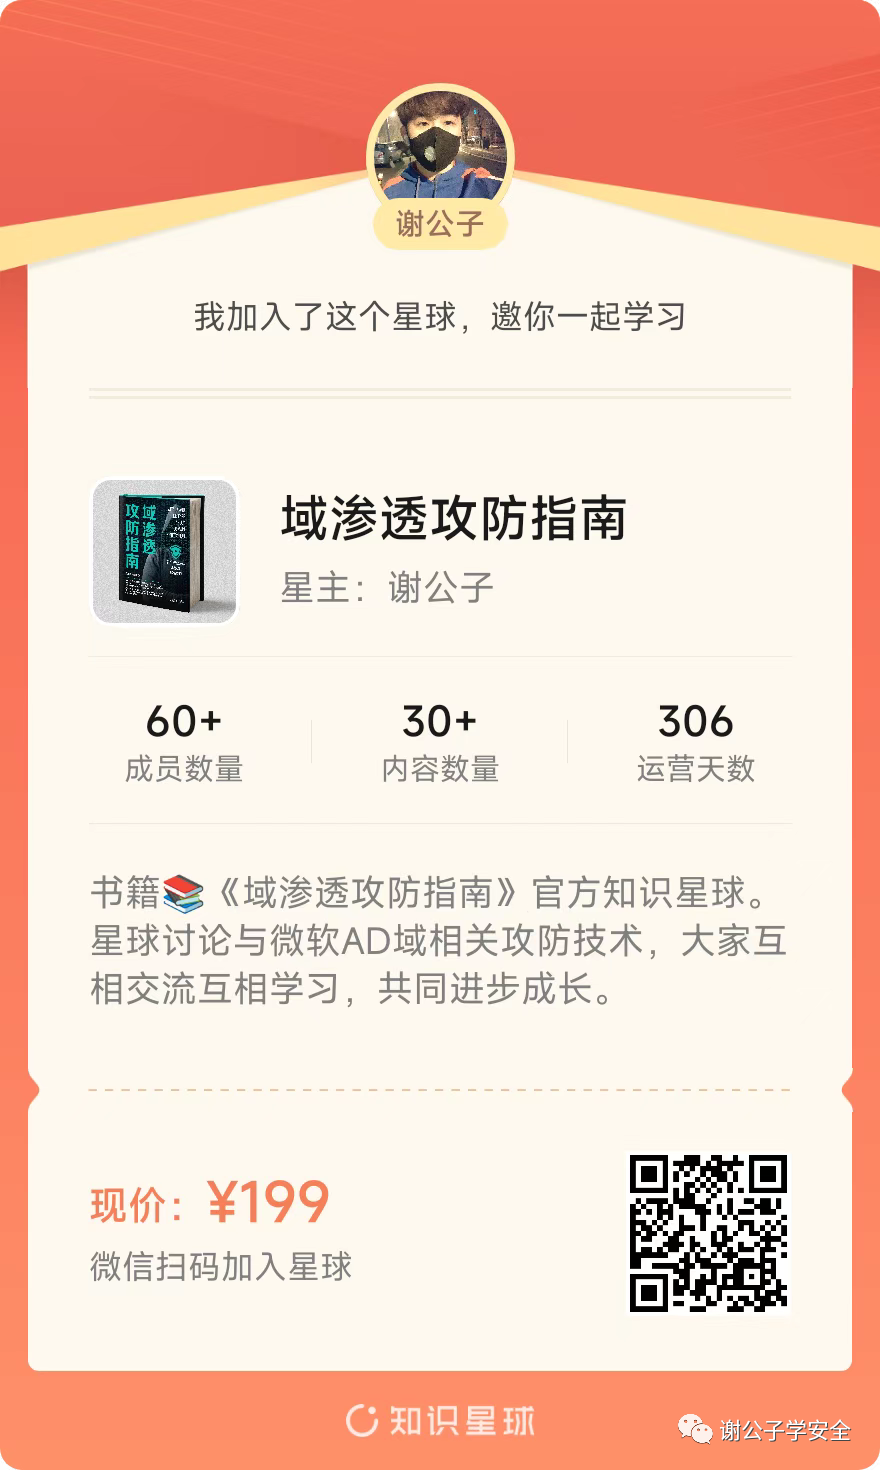 谢公子
我加入了这个星球，邀你一起学习
域渗透
攻防指南
域渗透攻防指南
星主：谢公子
60+
30+
306
成员数量
内容数量
运营天数
书籍📚《域渗透攻防指南》官方知识星球。
星球讨论与微软AD域相关攻防技术，大家互
相交流互相学习，共同进步成长。
现价：¥199
微信扫码加入星球
知识星球
谢公子学安全